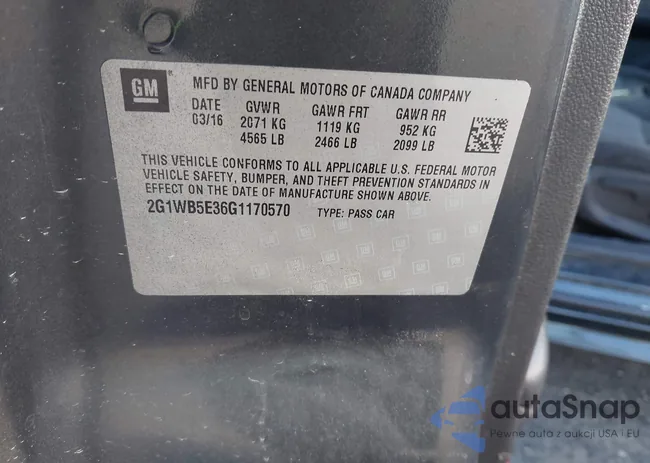 GM
MFD BY GENERAL MOTORS OF CANADA COMPANY
DATE GVWR GAWR FRT GAWR RR
03/16 2071 KG 1119 KG 952 KG
4565 LB 2466 LB 2099 LB
THIS VEHICLE CONFORMS TO ALL APPLICABLE U.S. FEDERAL MOTOR
VEHICLE SAFETY, BUMPER, AND THEFT PREVENTION STANDARDS IN
EFFECT ON THE DATE OF MANUFACTURE SHOWN ABOVE.
2G1WB5E36G1170570 TYPE: PASS CAR
autaSnap
Pewne auta z aukcji USA i EU